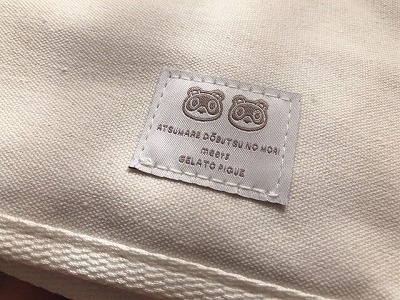 ATSUMARE DŌBUTSU NO MORI
meets
GELATO PIQUE